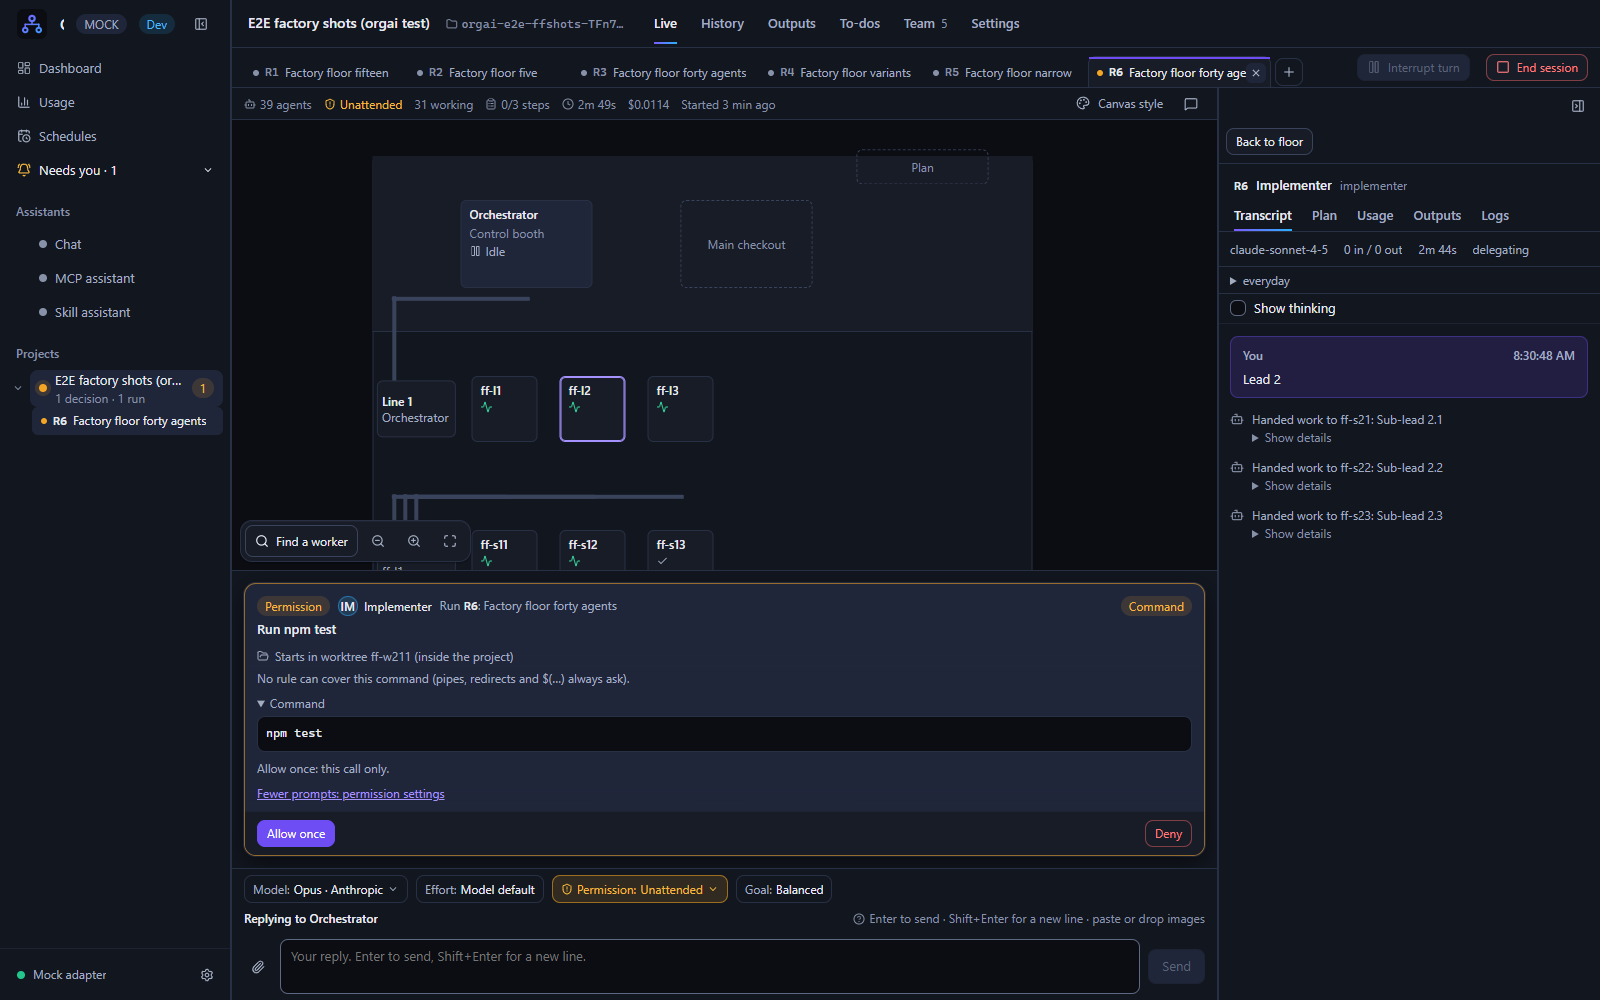 MOCK
Dev
Dashboard
Usage
Schedules
Needs you · 1
Assistants
Chat
MCP assistant
Skill assistant
Projects
E2E factory shots (or...
1
1 decision · 1 run
R6 Factory floor forty agents
Mock adapter
E2E factory shots (orgai test)
orgai-e2e-ffshots-TFn7…
Live
History
Outputs
To-dos
Team 5
Settings
R1 Factory floor fifteen
R2 Factory floor five
R3 Factory floor forty agents
R4 Factory floor variants
R5 Factory floor narrow
R6 Factory floor forty age
Interrupt turn
End session
39 agents
Unattended
31 working
0/3 steps
2m 49s
$0.0114
Started 3 min ago
Canvas style
Plan
Orchestrator
Control booth
Idle
Main checkout
Line 1
Orchestrator
ff-l1
ff-l2
ff-l3
Find a worker
ff-s11
ff-s12
ff-s13
Permission
IM Implementer
Run R6: Factory floor forty agents
Command
Run npm test
Starts in worktree ff-w211 (inside the project)
No rule can cover this command (pipes, redirects and $(...) always ask).
Command
npm test
Allow once: this call only.
Fewer prompts: permission settings
Allow once
Deny
Model: Opus · Anthropic
Effort: Model default
Permission: Unattended
Goal: Balanced
Replying to Orchestrator
Enter to send · Shift+Enter for a new line · paste or drop images
Your reply. Enter to send, Shift+Enter for a new line.
Send
Back to floor
R6 Implementer implementer
Transcript
Plan
Usage
Outputs
Logs
claude-sonnet-4-5
0 in / 0 out
2m 44s
delegating
everyday
Show thinking
You
8:30:48 AM
Lead 2
Handed work to ff-s21: Sub-lead 2.1
Show details
Handed work to ff-s22: Sub-lead 2.2
Show details
Handed work to ff-s23: Sub-lead 2.3
Show details